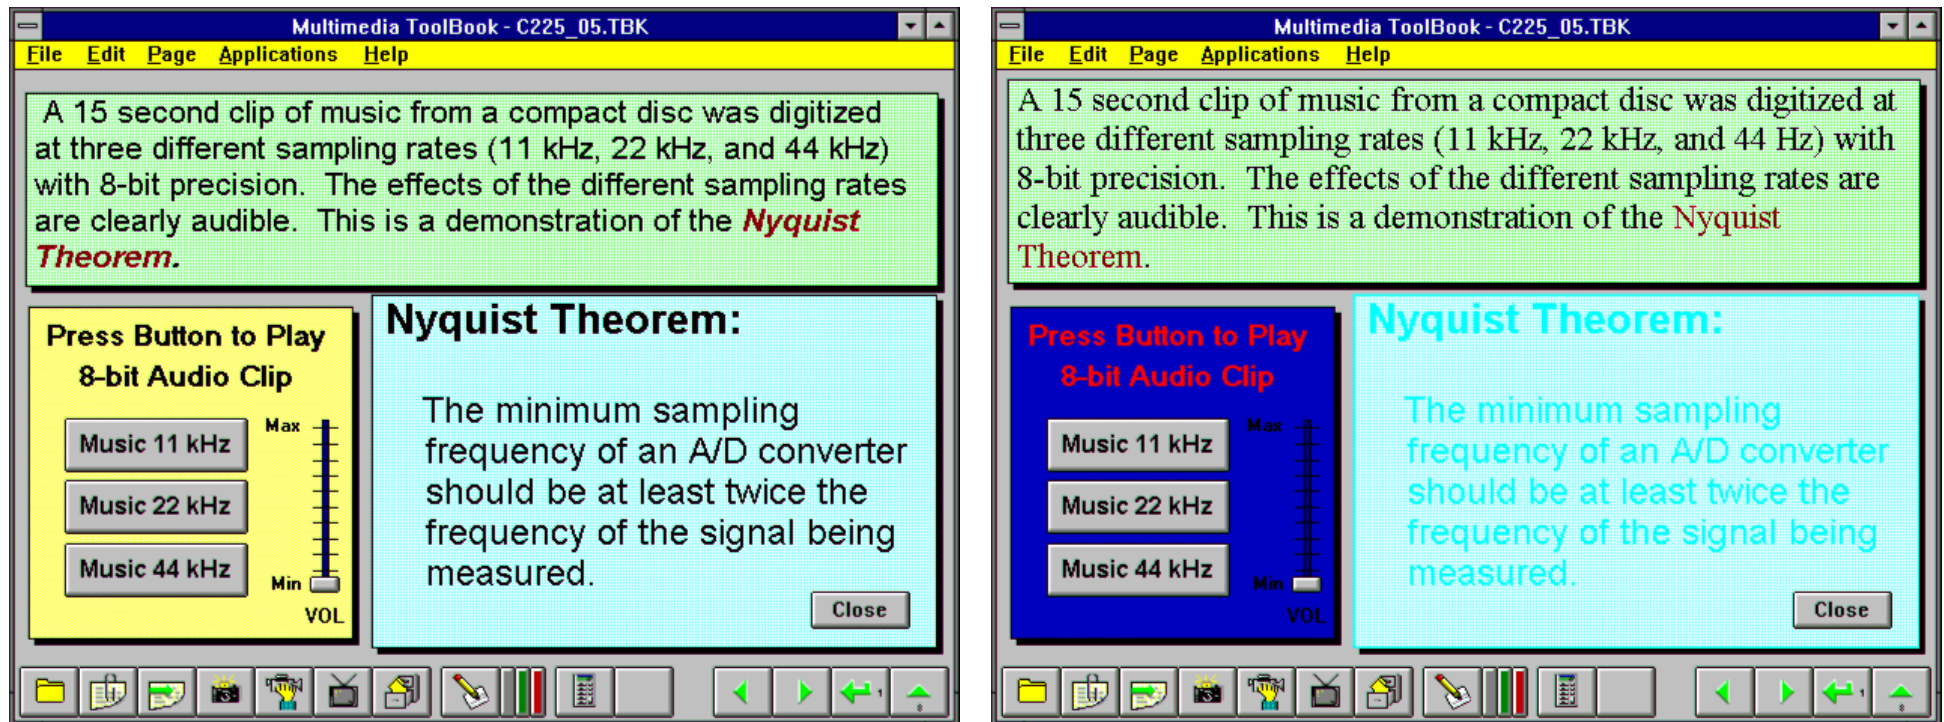 Multimedia ToolBook - C225_05.TBK
File Edit Page Applications Help
A 15 second clip of music from a compact disc was digitized
at three different sampling rates (11 kHz, 22 kHz, and 44 kHz)
with 8-bit precision. The effects of the different sampling rates
are clearly audible. This is a demonstration of the Nyquist
Theorem.
Press Button to Play
8-bit Audio Clip
Music 11 kHz
Music 22 kHz
Music 44 kHz
Max
Min
VOL
Nyquist Theorem:
The minimum sampling
frequency of an A/D converter
should be at least twice the
frequency of the signal being
measured.
Close
Multimedia ToolBook - C225_05.TBK
File Edit Page Applications Help
A 15 second clip of music from a compact disc was digitized at
three different sampling rates (11 kHz, 22 kHz, and 44 Hz) with
8-bit precision. The effects of the different sampling rates are
clearly audible. This is a demonstration of the Nyquist
Theorem.
Press Button to Play
8-bit Audio Clip
Music 11 kHz
Music 22 kHz
Music 44 kHz
Max
Min
VOL
Nyquist Theorem:
The minimum sampling
frequency of an A/D converter
should be at least twice the
frequency of the signal being
measured.
Close